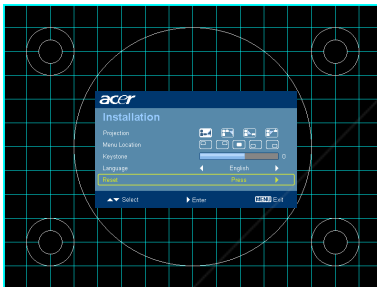 acer
Installation
Projection
Menu Location
Keystone 0
Language English
Reset Press
Select Enter MENU Exit